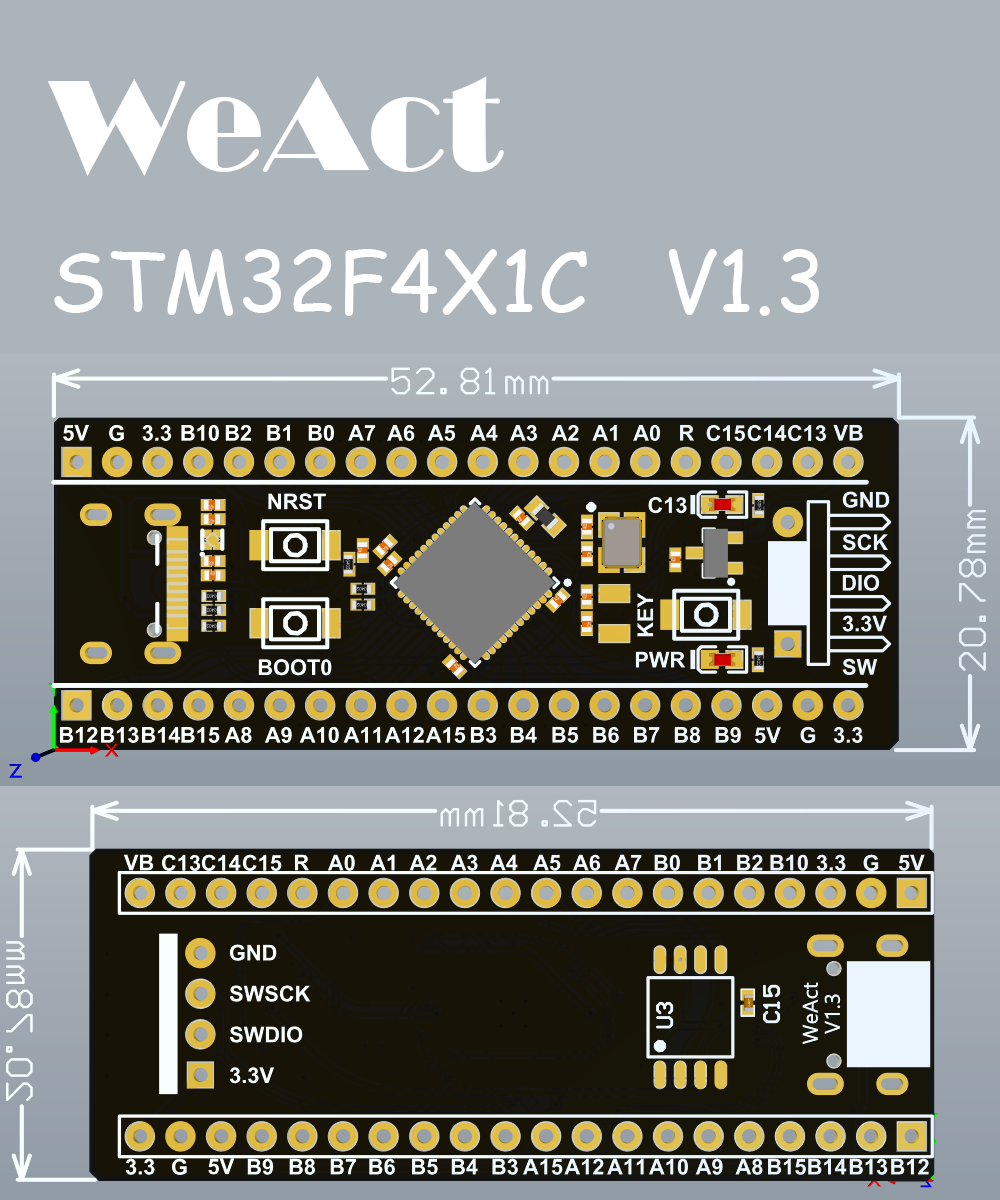 WeAct
STM32F4X1C V1.3
52.81mm
5V G 3.3 B10 B2 B1 B0 A7 A6 A5 A4 A3 A2 A1 A0 R C15 C14 C13 VB
NRST
C13
GND
SCK
DIO
3.3V
SW
KEY
BOOT0
PWR
20.78mm
B12 B13 B14 B15 A8 A9 A10 A11 A12 A15 B3 B4 B5 B6 B7 B8 B9 5V G 3.3
X
Z
52.81mm
VB C13 C14 C15 R A0 A1 A2 A3 A4 A5 A6 A7 B0 B1 B2 B10 3.3 G 5V
20.78mm
GND
SWSCK
SWDIO
3.3V
U3
C15
WeAct
V1.3
3.3 G 5V B9 B8 B7 B6 B5 B4 B3 A15 A12 A11 A10 A9 A8 B15 B14 B13 B12
X
Z